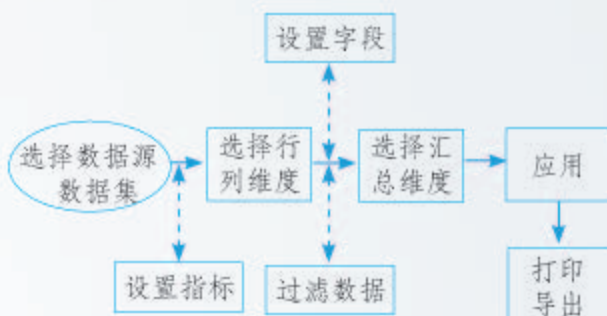 设置字段
选择数据源
数据集
选择行
列维度
选择汇
总维度
应用
设置指标
过滤数据
打印
导出